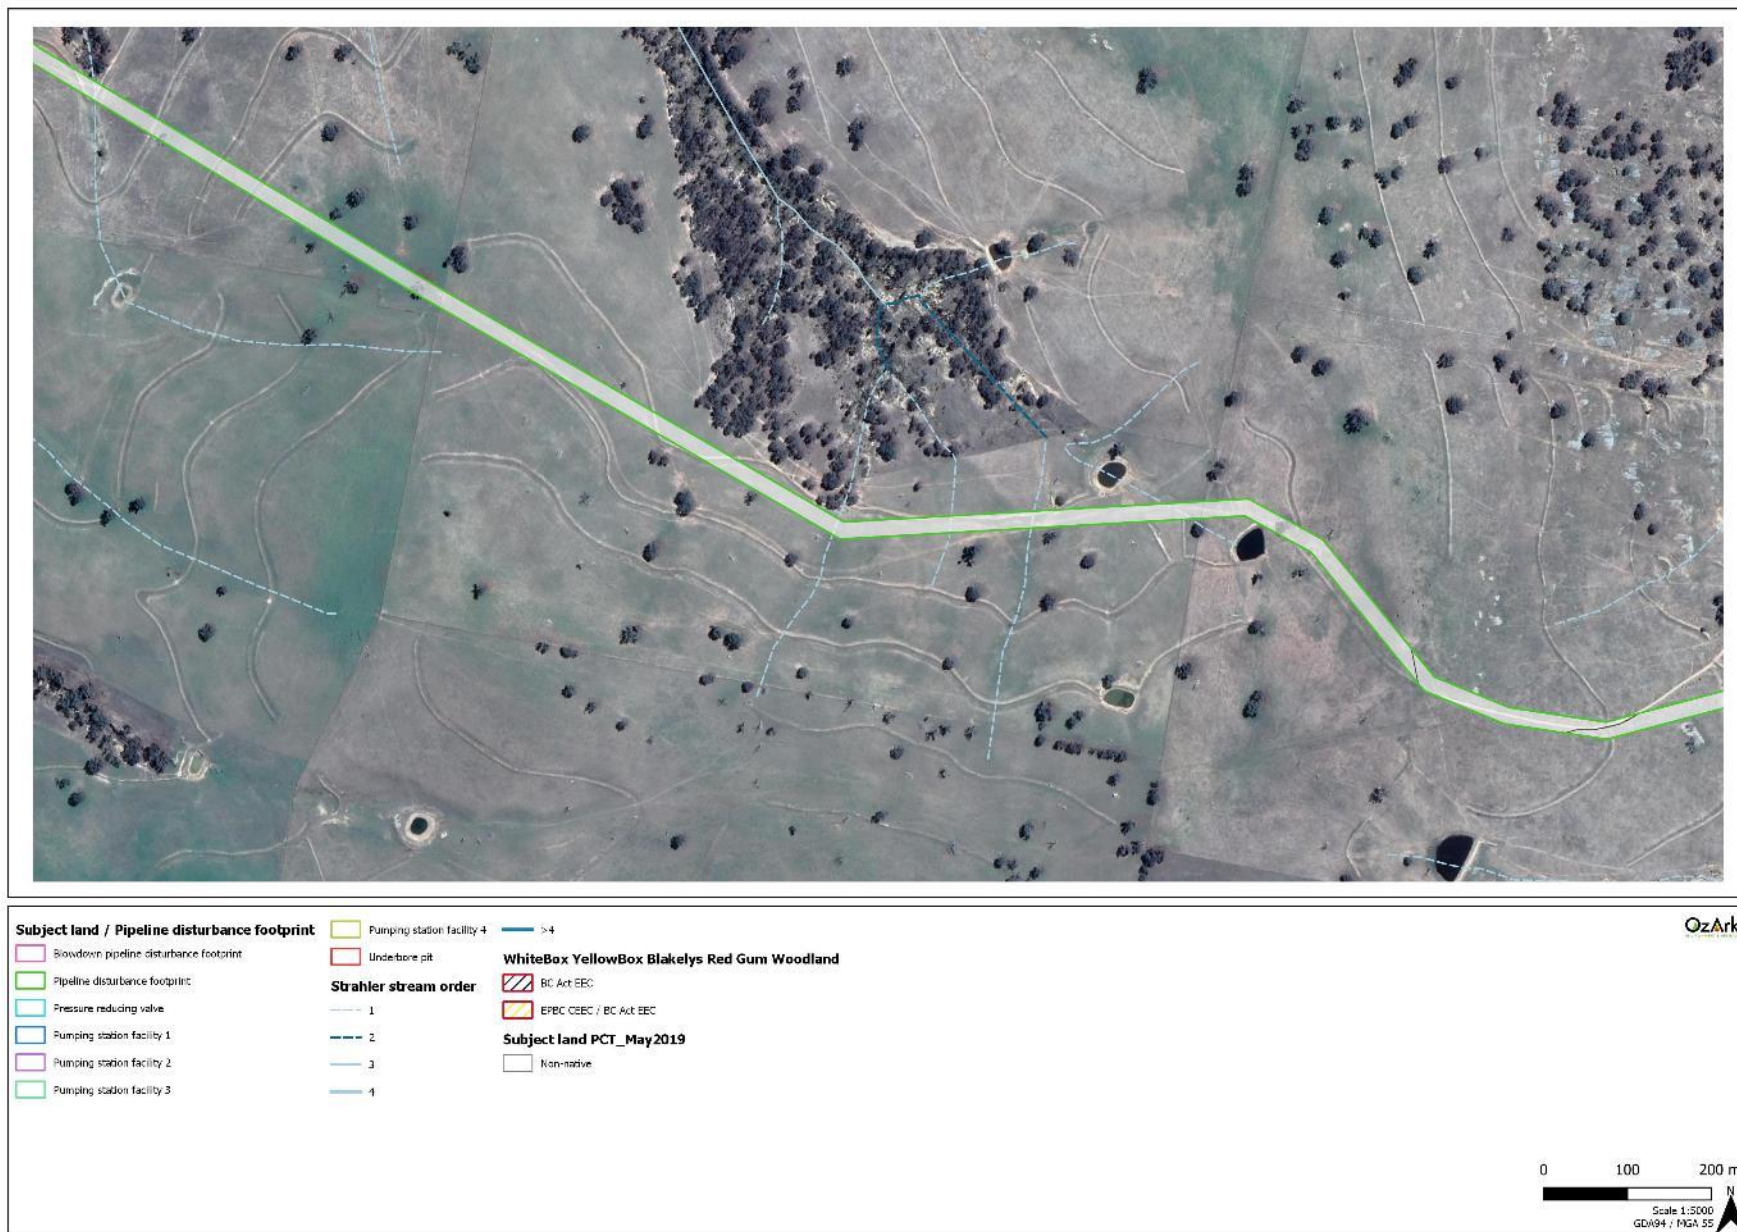 Subject land / Pipeline disturbance footprint
Blowdown pipeline disturbance footprint
Pipeline disturbance footprint
Pressure reducing valve
Pumping station facility 1
Pumping station facility 2
Pumping station facility 3
Pumping station facility 4
Underbore pit
Strahler stream order
1
2
3
4
>4
WhiteBox YellowBox Blakelys Red Gum Woodland
BC Act EEC
EPBC CEEC / BC Act EEC
Subject land PCT_May2019
Non-native
OzArk
0 100 200 m
N
Scale 1:5000
GDA94 / MGA 55